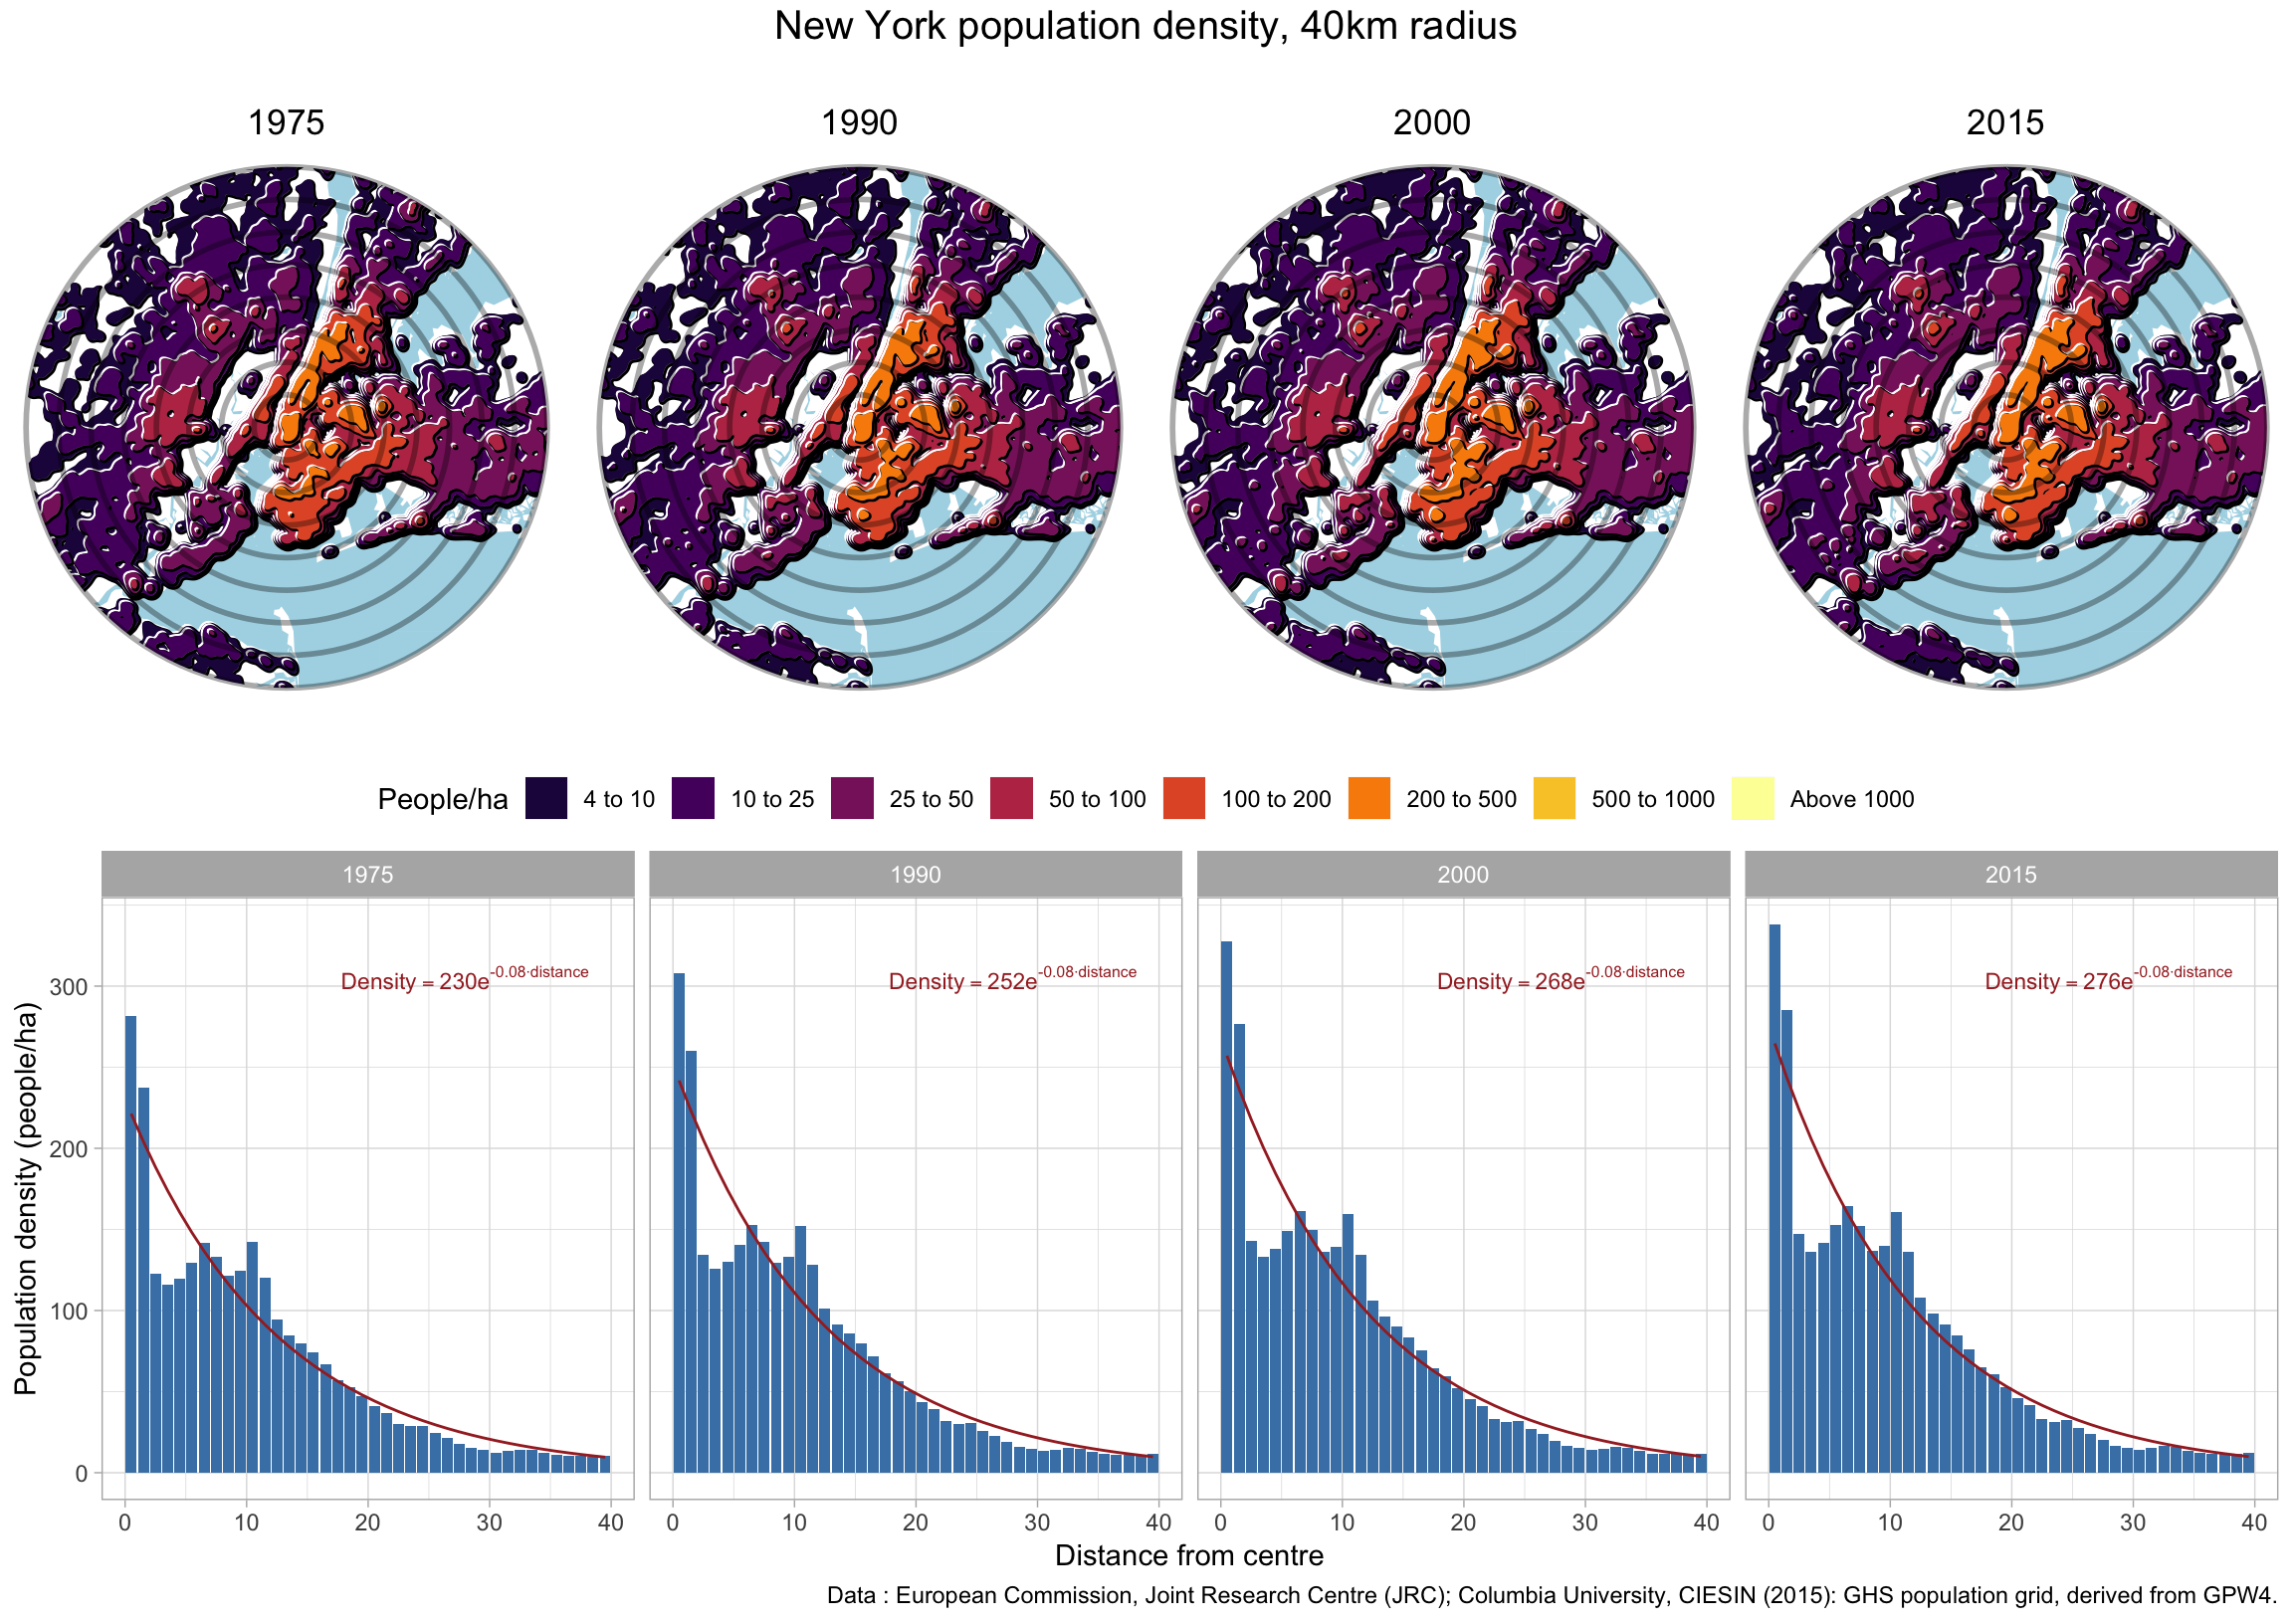 New York population density, 40km radius
1975 1990 2000 2015
People/ha 4 to 10 10 to 25 25 to 50 50 to 100 100 to 200 200 to 500 500 to 1000 Above 1000
1975 1990 2000 2015
Density = 230e-0.08·distance Density = 252e-0.08·distance Density = 268e-0.08·distance Density = 276e-0.08·distance
Population density (people/ha)
300
200
100
0
0 10 20 30 40 0 10 20 30 40 0 10 20 30 40 0 10 20 30 40
Distance from centre
Data : European Commission, Joint Research Centre (JRC); Columbia University, CIESIN (2015): GHS population grid, derived from GPW4.